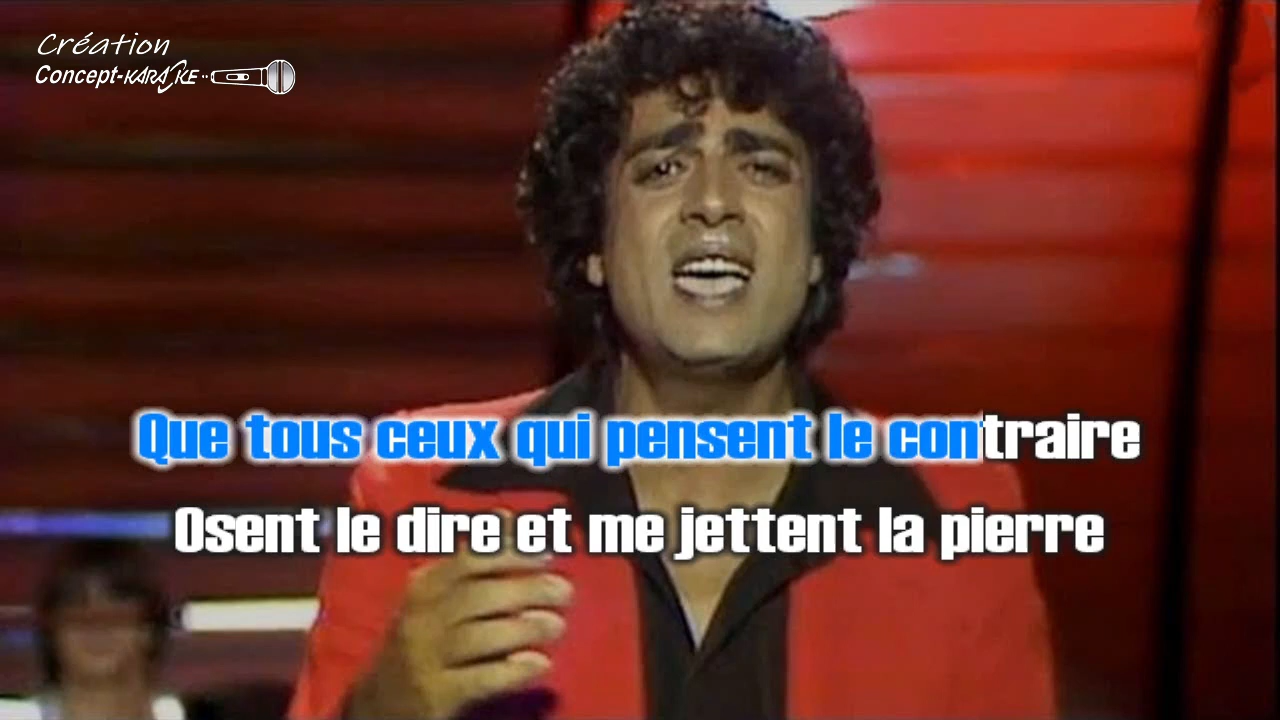 Création
Concept-KARAOKE
Que tous ceux qui pensent le contraire
Osent le dire et me jettent la pierre